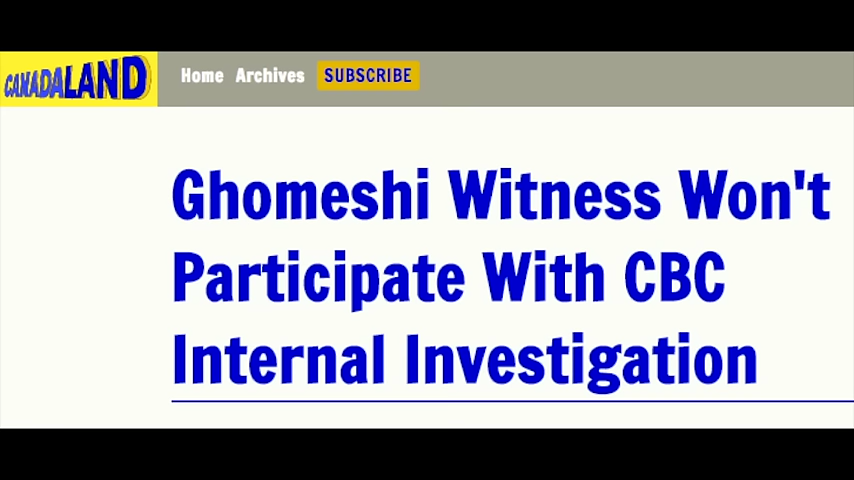 CANADALAND
Home Archives SUBSCRIBE
Ghomeshi Witness Won't
Participate With CBC
Internal Investigation